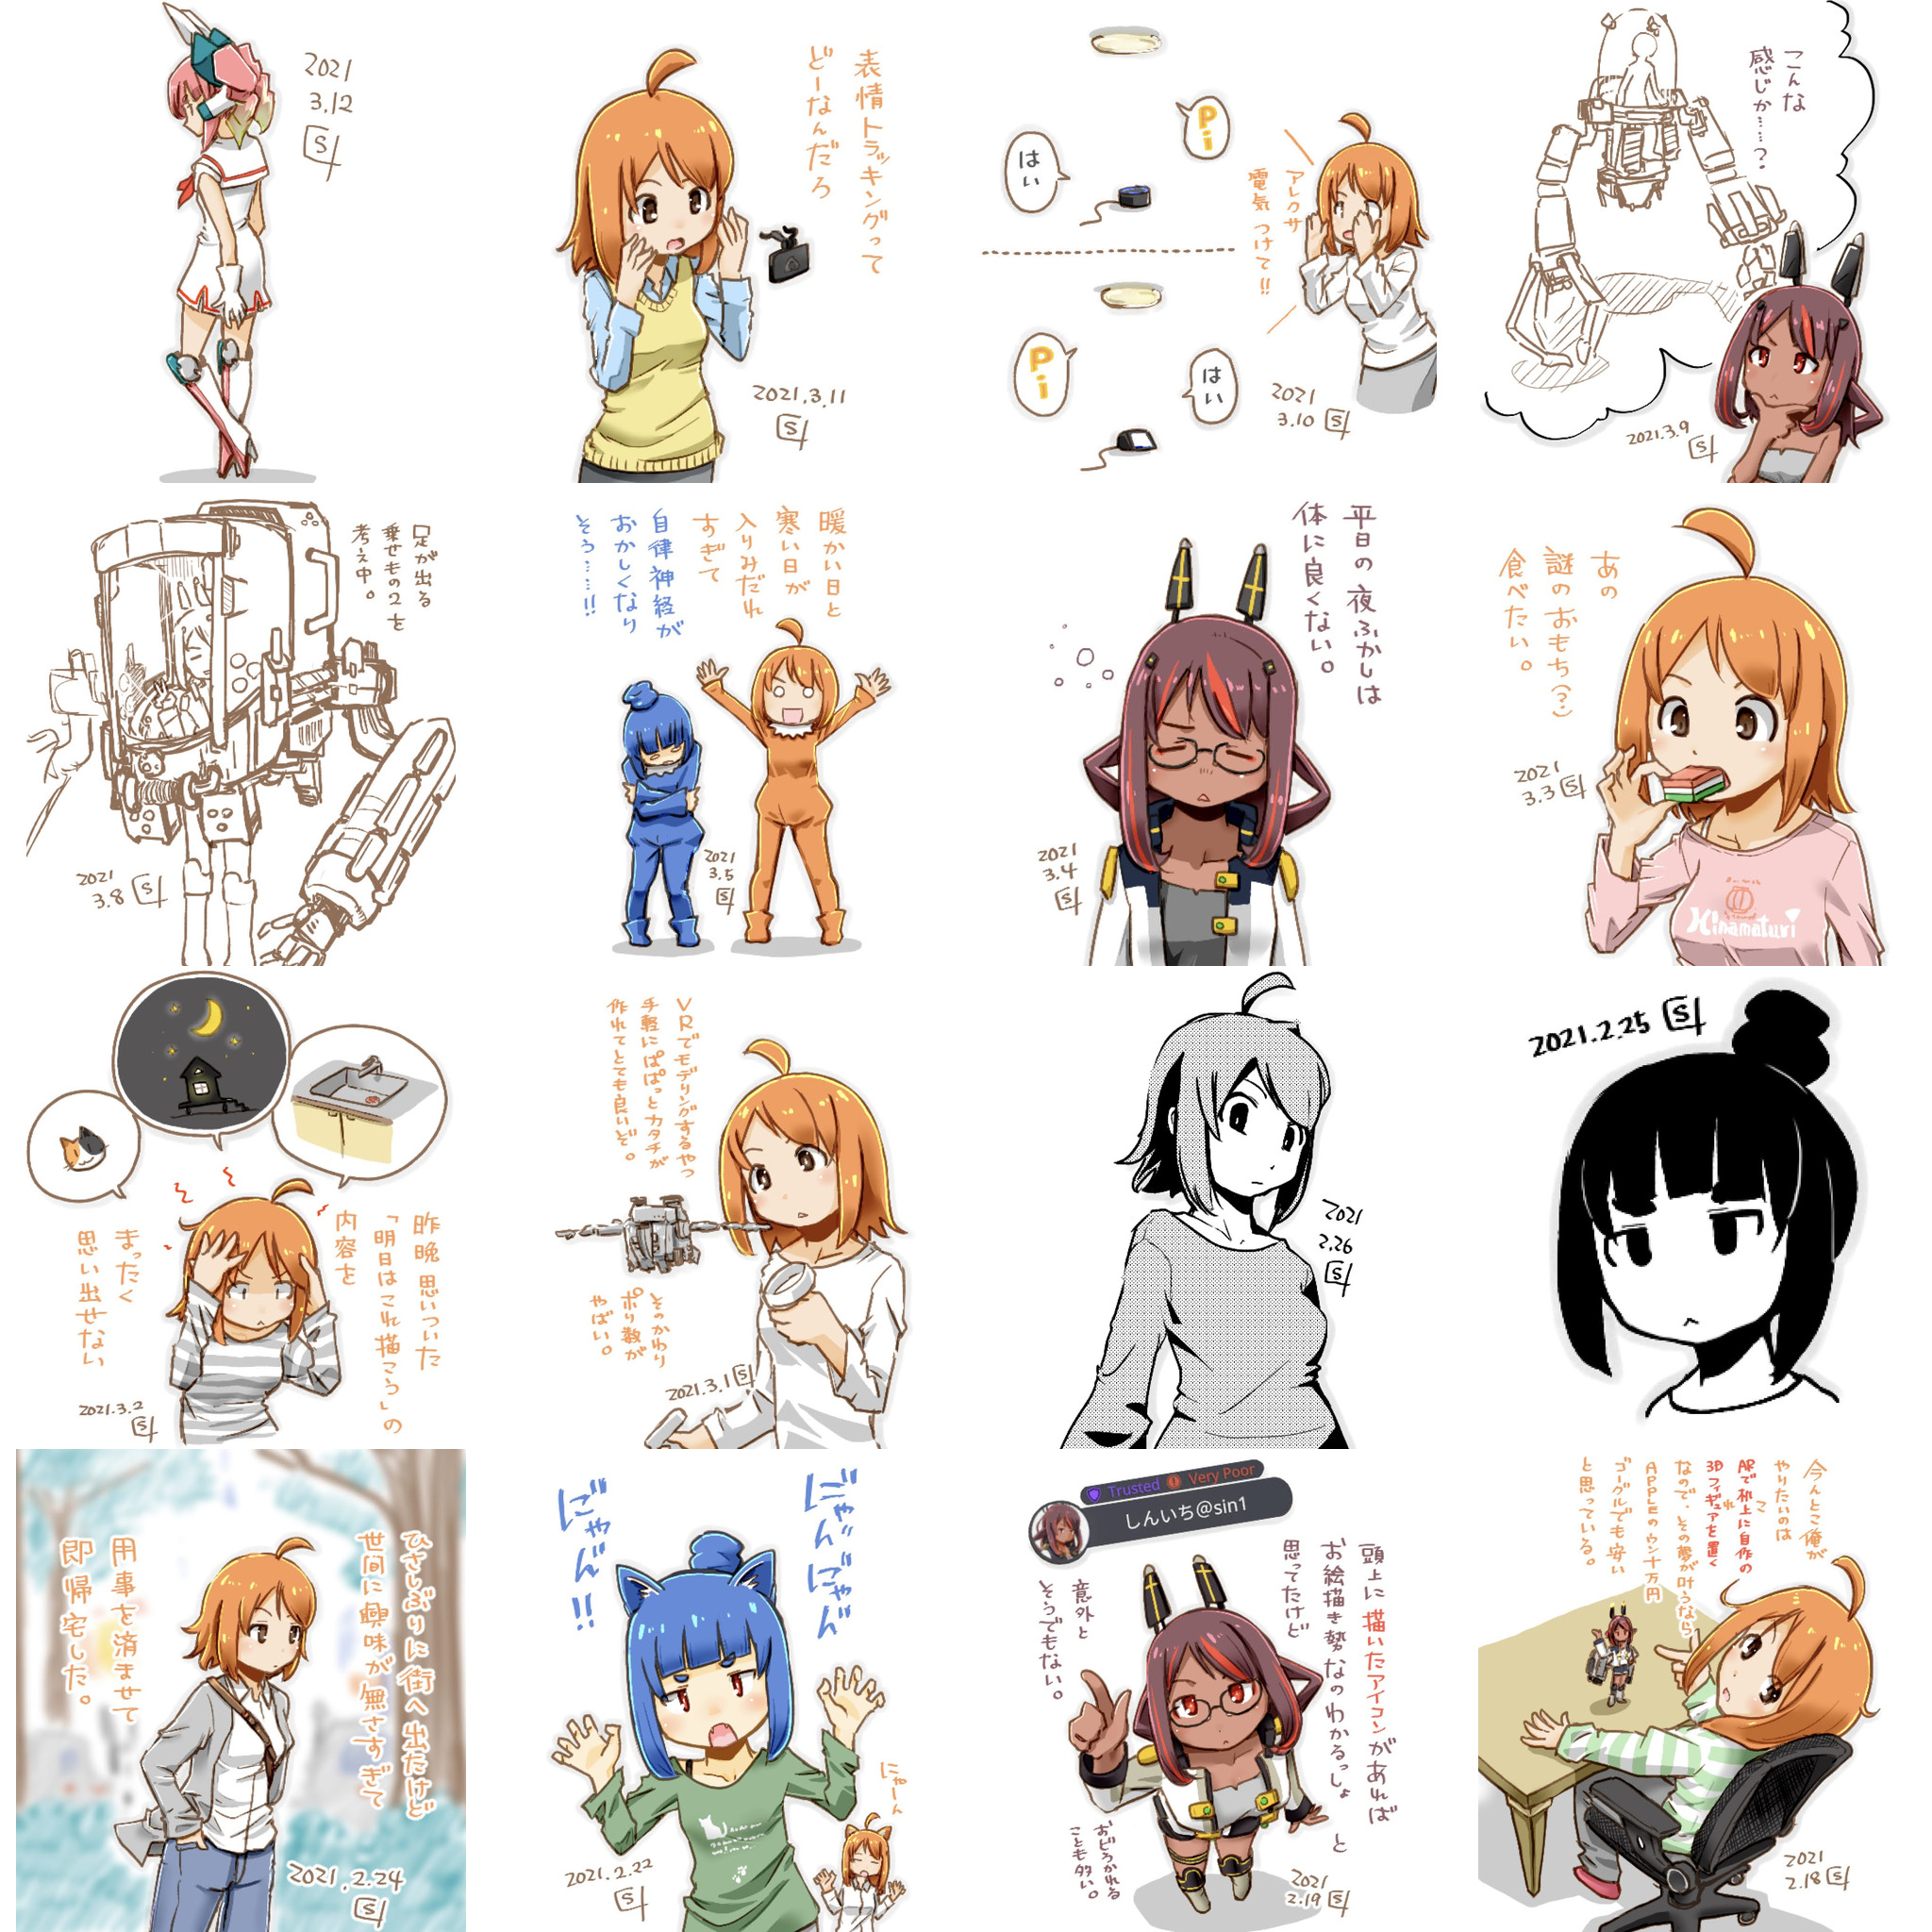 2021
3.12
S
表情トラッキングって
どーなんだろ
2021.3.11
S
Pi
はい
アレクサ
電気つけて!!
Pi
はい
2021
3.10 S
こんな
感じか……?
2021.3.9
S
足が出る
乗せもの2を
考え中。
2021
3.8 S
暖かい日と
寒い日が
入りみだれ
すぎて
自律神経が
おかしくなり
そう……!!
2021
3.5
S
平日の夜ふかしは
体に良くない。
2021
3.4
S
あの
謎のおもち(?)
食べたい。
2021
3.3 S
Hinamaturi
昨晩思いついた
「明日はこれ描こう」の
内容を
まったく
思い出せない
2021.3.2
S
VRでモデリングするやつ
手軽にぱぱっとカタチが
作れてとても良いぞ。
そのかわり
ポリ数が
やばい。
2021.3.1 S
2021
2.26
S
2021.2.25 S
ひさしぶりに街へ出たけど
世間に興味が無さすぎて
用事を済ませて
即帰宅した。
2021.2.24
S
にゃんにゃん
にゃん!!
にゃーん
2021.2.22
S
Trusted Very Poor
しんいち@sin1
頭上に描いたアイコンがあれば
お絵描き勢なのわかるっしょ と
思ってたけど
意外と
そうでもない。
おどろかれる
ことも多い。
2021
2.19 S
今んとこ俺が
やりたいのは
ARで机上に自作の
3Dフィギュアを置く
これ
なので、その夢が叶うなら
APPLEのウン十万円
ゴーグルでも安い
と思っている。
2021
2.18 S